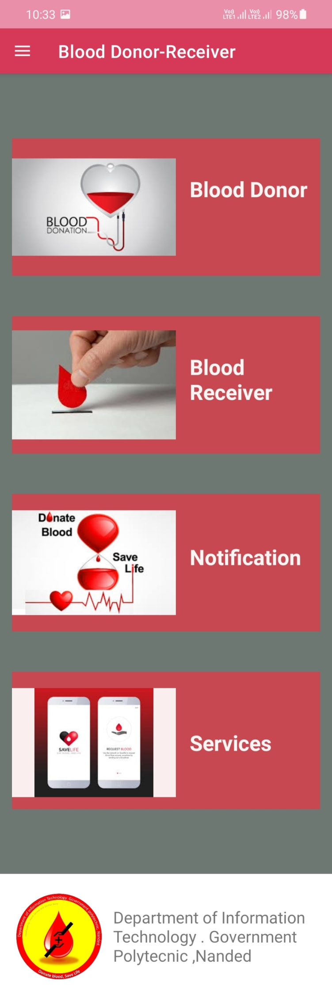 10:33
Vo)) LTE1 Vo)) LTE2 98%
Blood Donor-Receiver
BLOOD
DONATION
Blood Donor
Blood
Receiver
Donate
Blood
Save
Life
Notification
SAVELIFE
REQUEST BLOOD
Services
Department of Information Technology. Government polytechnic, Nanded
Donate blood, Save Life
Department of Information
Technology . Government
Polytecnic ,Nanded